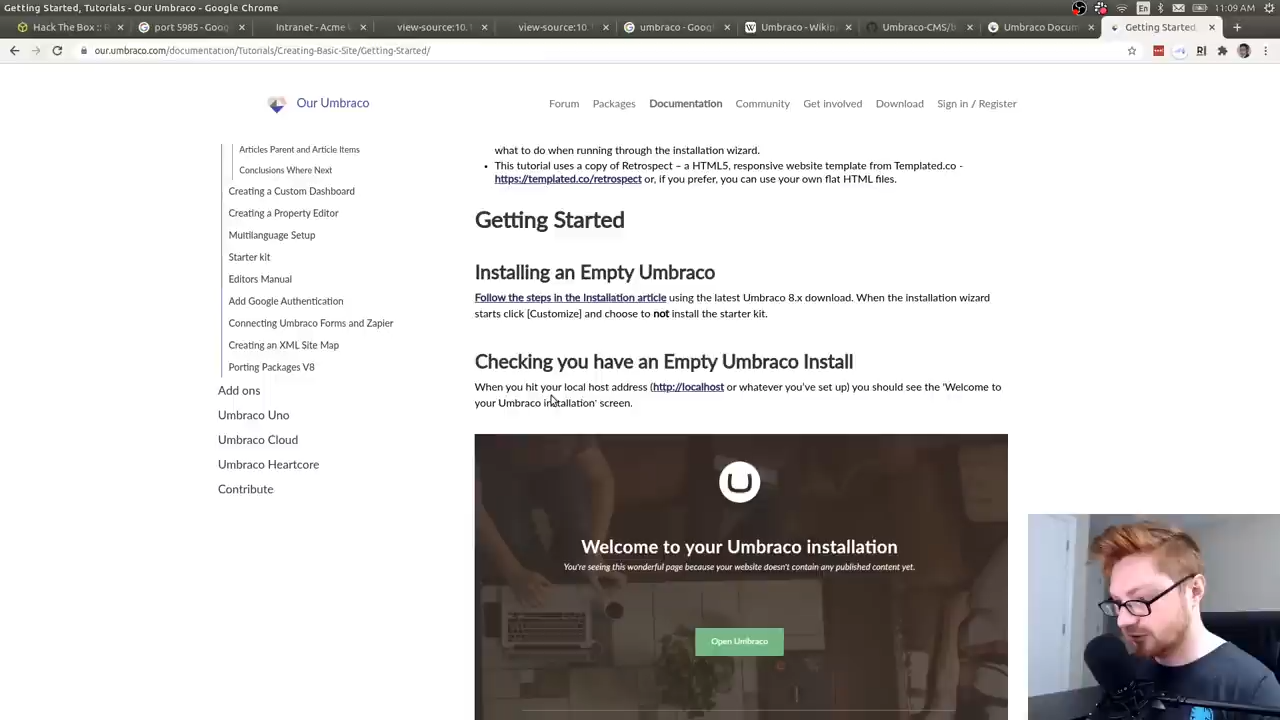 Getting Started, Tutorials - Our Umbraco - Google Chrome
en
11:09 AM
Hack The Box :: R
port 5985 - Goog
Intranet - Acme
view-source:10.1
view-source:10.1
umbraco - Googl
Umbraco - Wikip
Umbraco-CMS/b
Umbraco Docum
Getting Started,
our.umbraco.com/documentation/Tutorials/Creating-Basic-Site/Getting-Started/
Our Umbraco
Forum
Packages
Documentation
Community
Get involved
Download
Sign in / Register
Articles Parent and Article Items
Conclusions Where Next
Creating a Custom Dashboard
Creating a Property Editor
Multilanguage Setup
Starter kit
Editors Manual
Add Google Authentication
Connecting Umbraco Forms and Zapier
Creating an XML Site Map
Porting Packages V8
Add ons
Umbraco Uno
Umbraco Cloud
Umbraco Heartcore
Contribute
what to do when running through the installation wizard.
• This tutorial uses a copy of Retrospect – a HTML5, responsive website template from Templated.co -
https://templated.co/retrospect or, if you prefer, you can use your own flat HTML files.
Getting Started
Installing an Empty Umbraco
Follow the steps in the Installation article using the latest Umbraco 8.x download. When the installation wizard
starts click [Customize] and choose to not install the starter kit.
Checking you have an Empty Umbraco Install
When you hit your local host address (http://localhost or whatever you've set up) you should see the 'Welcome to
your Umbraco installation' screen.
Welcome to your Umbraco installation
You're seeing this wonderful page because your website doesn't contain any published content yet.
Open Umbraco